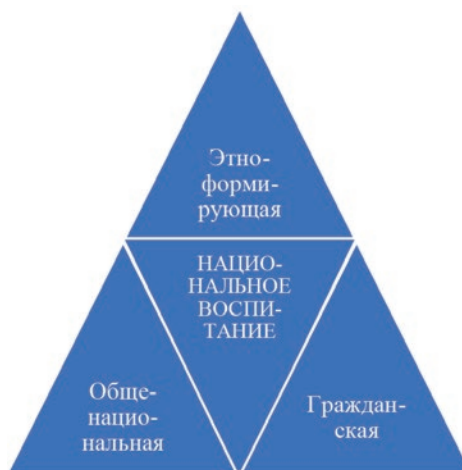 Этно-
форми-
рующая
НАЦИО-
НАЛЬНОЕ
ВОСПИ-
ТАНИЕ
Обще-
нацио-
нальная
Граждан-
ская